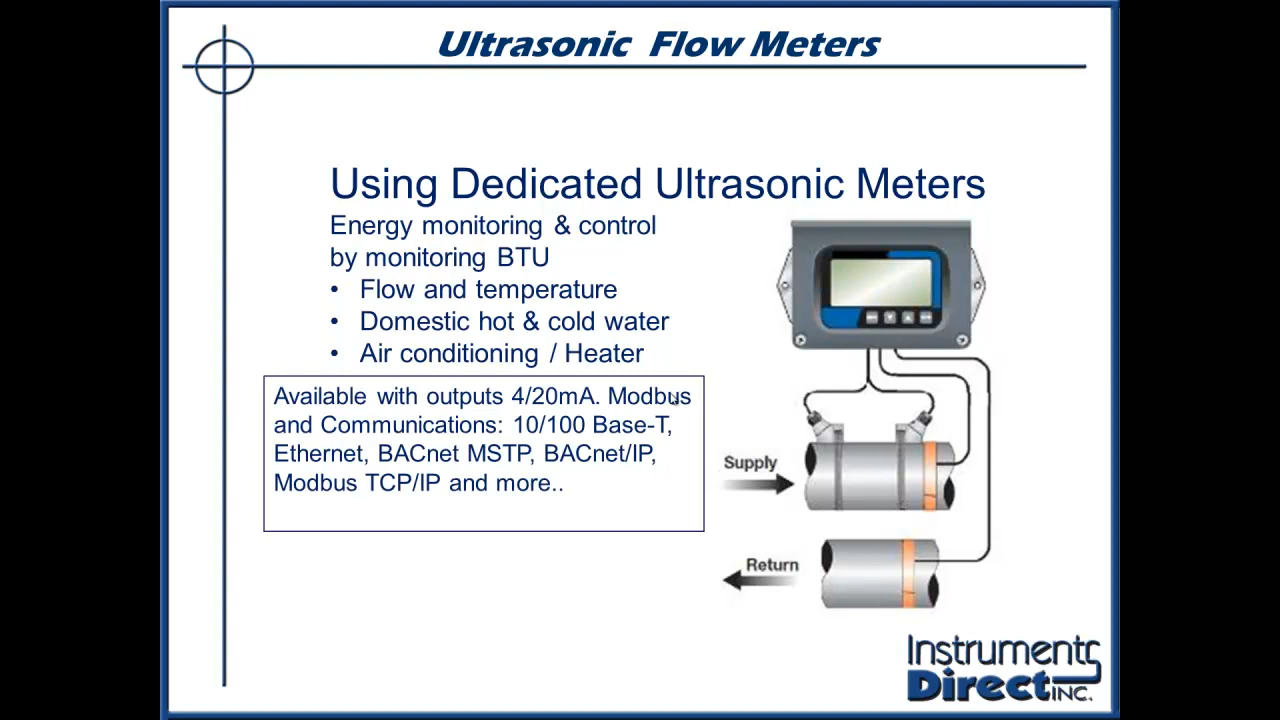 Ultrasonic Flow Meters
Using Dedicated Ultrasonic Meters
Energy monitoring & control
by monitoring BTU
• Flow and temperature
• Domestic hot & cold water
• Air conditioning / Heater
Available with outputs 4/20mA. Modbus
and Communications: 10/100 Base-T,
Ethernet, BACnet MSTP, BACnet/IP,
Modbus TCP/IP and more..
Supply
Return
Instruments
Direct INC.